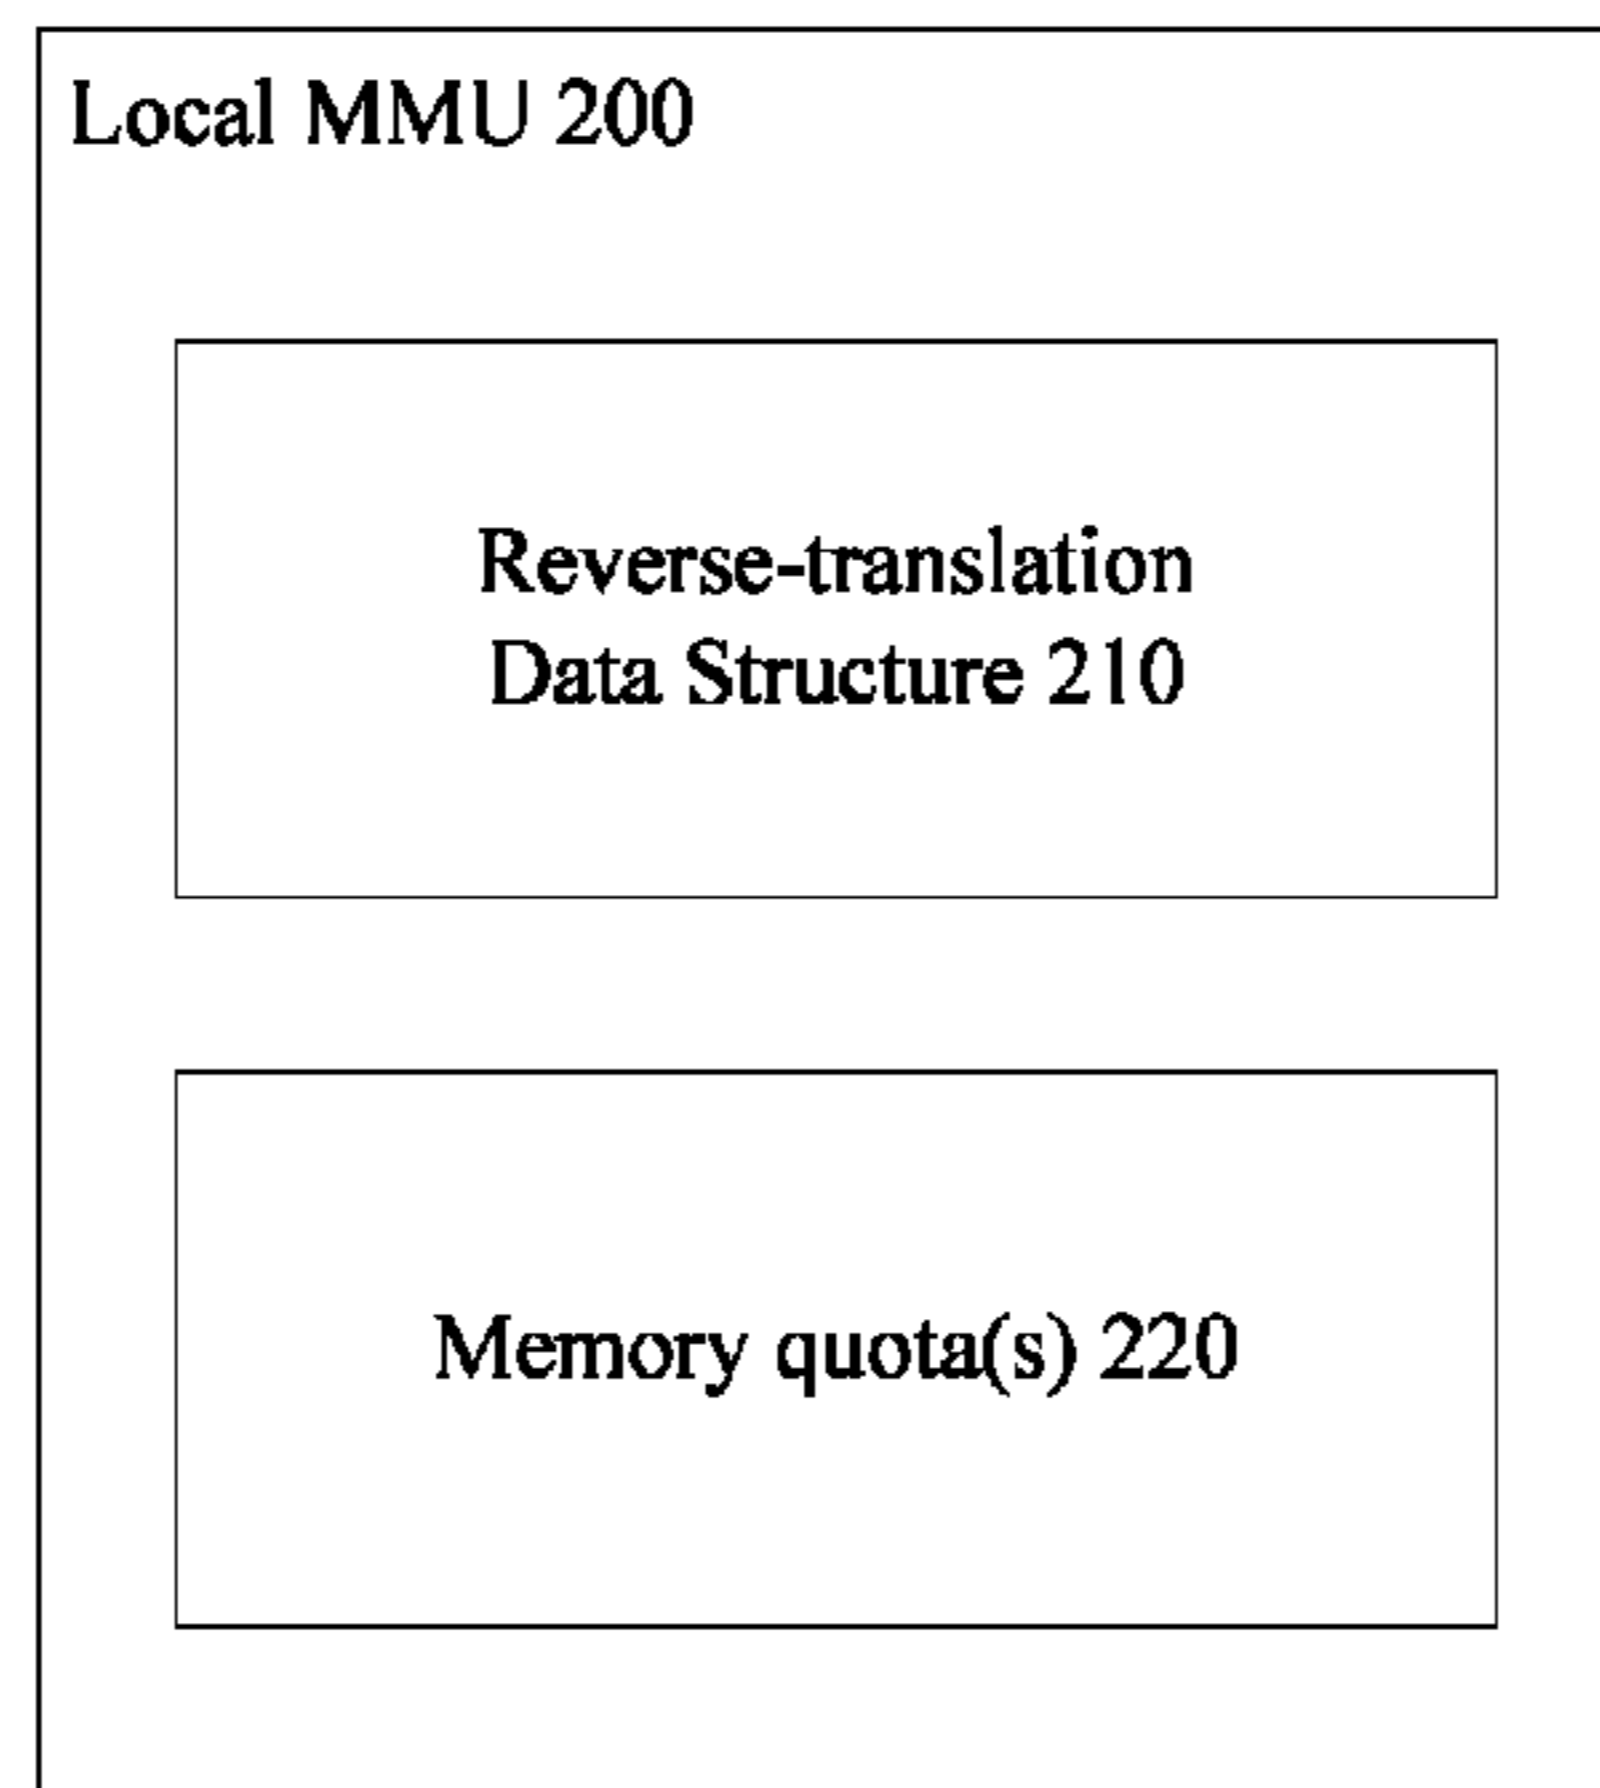 Local MMU 200
Reverse-translation
Data Structure 210
Memory quota(s) 220